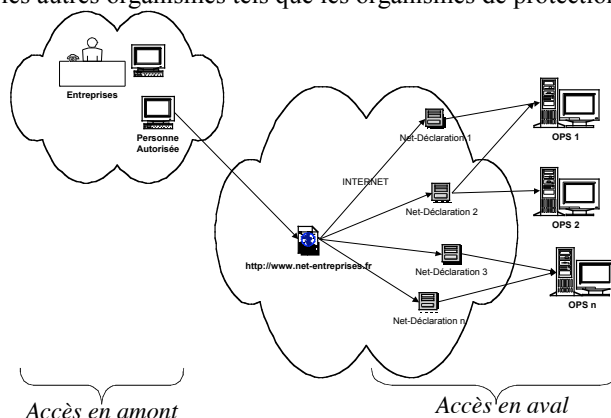 les autres organismes tels que les organismes de protection
Entreprises
Personne
Autorisée
INTERNET
http://www.net-entreprises.fr
Net-Déclaration 1
Net-Déclaration 2
Net-Déclaration 3
Net-Déclaration n
OPS 1
OPS 2
OPS n
Accès en amont
Accès en aval